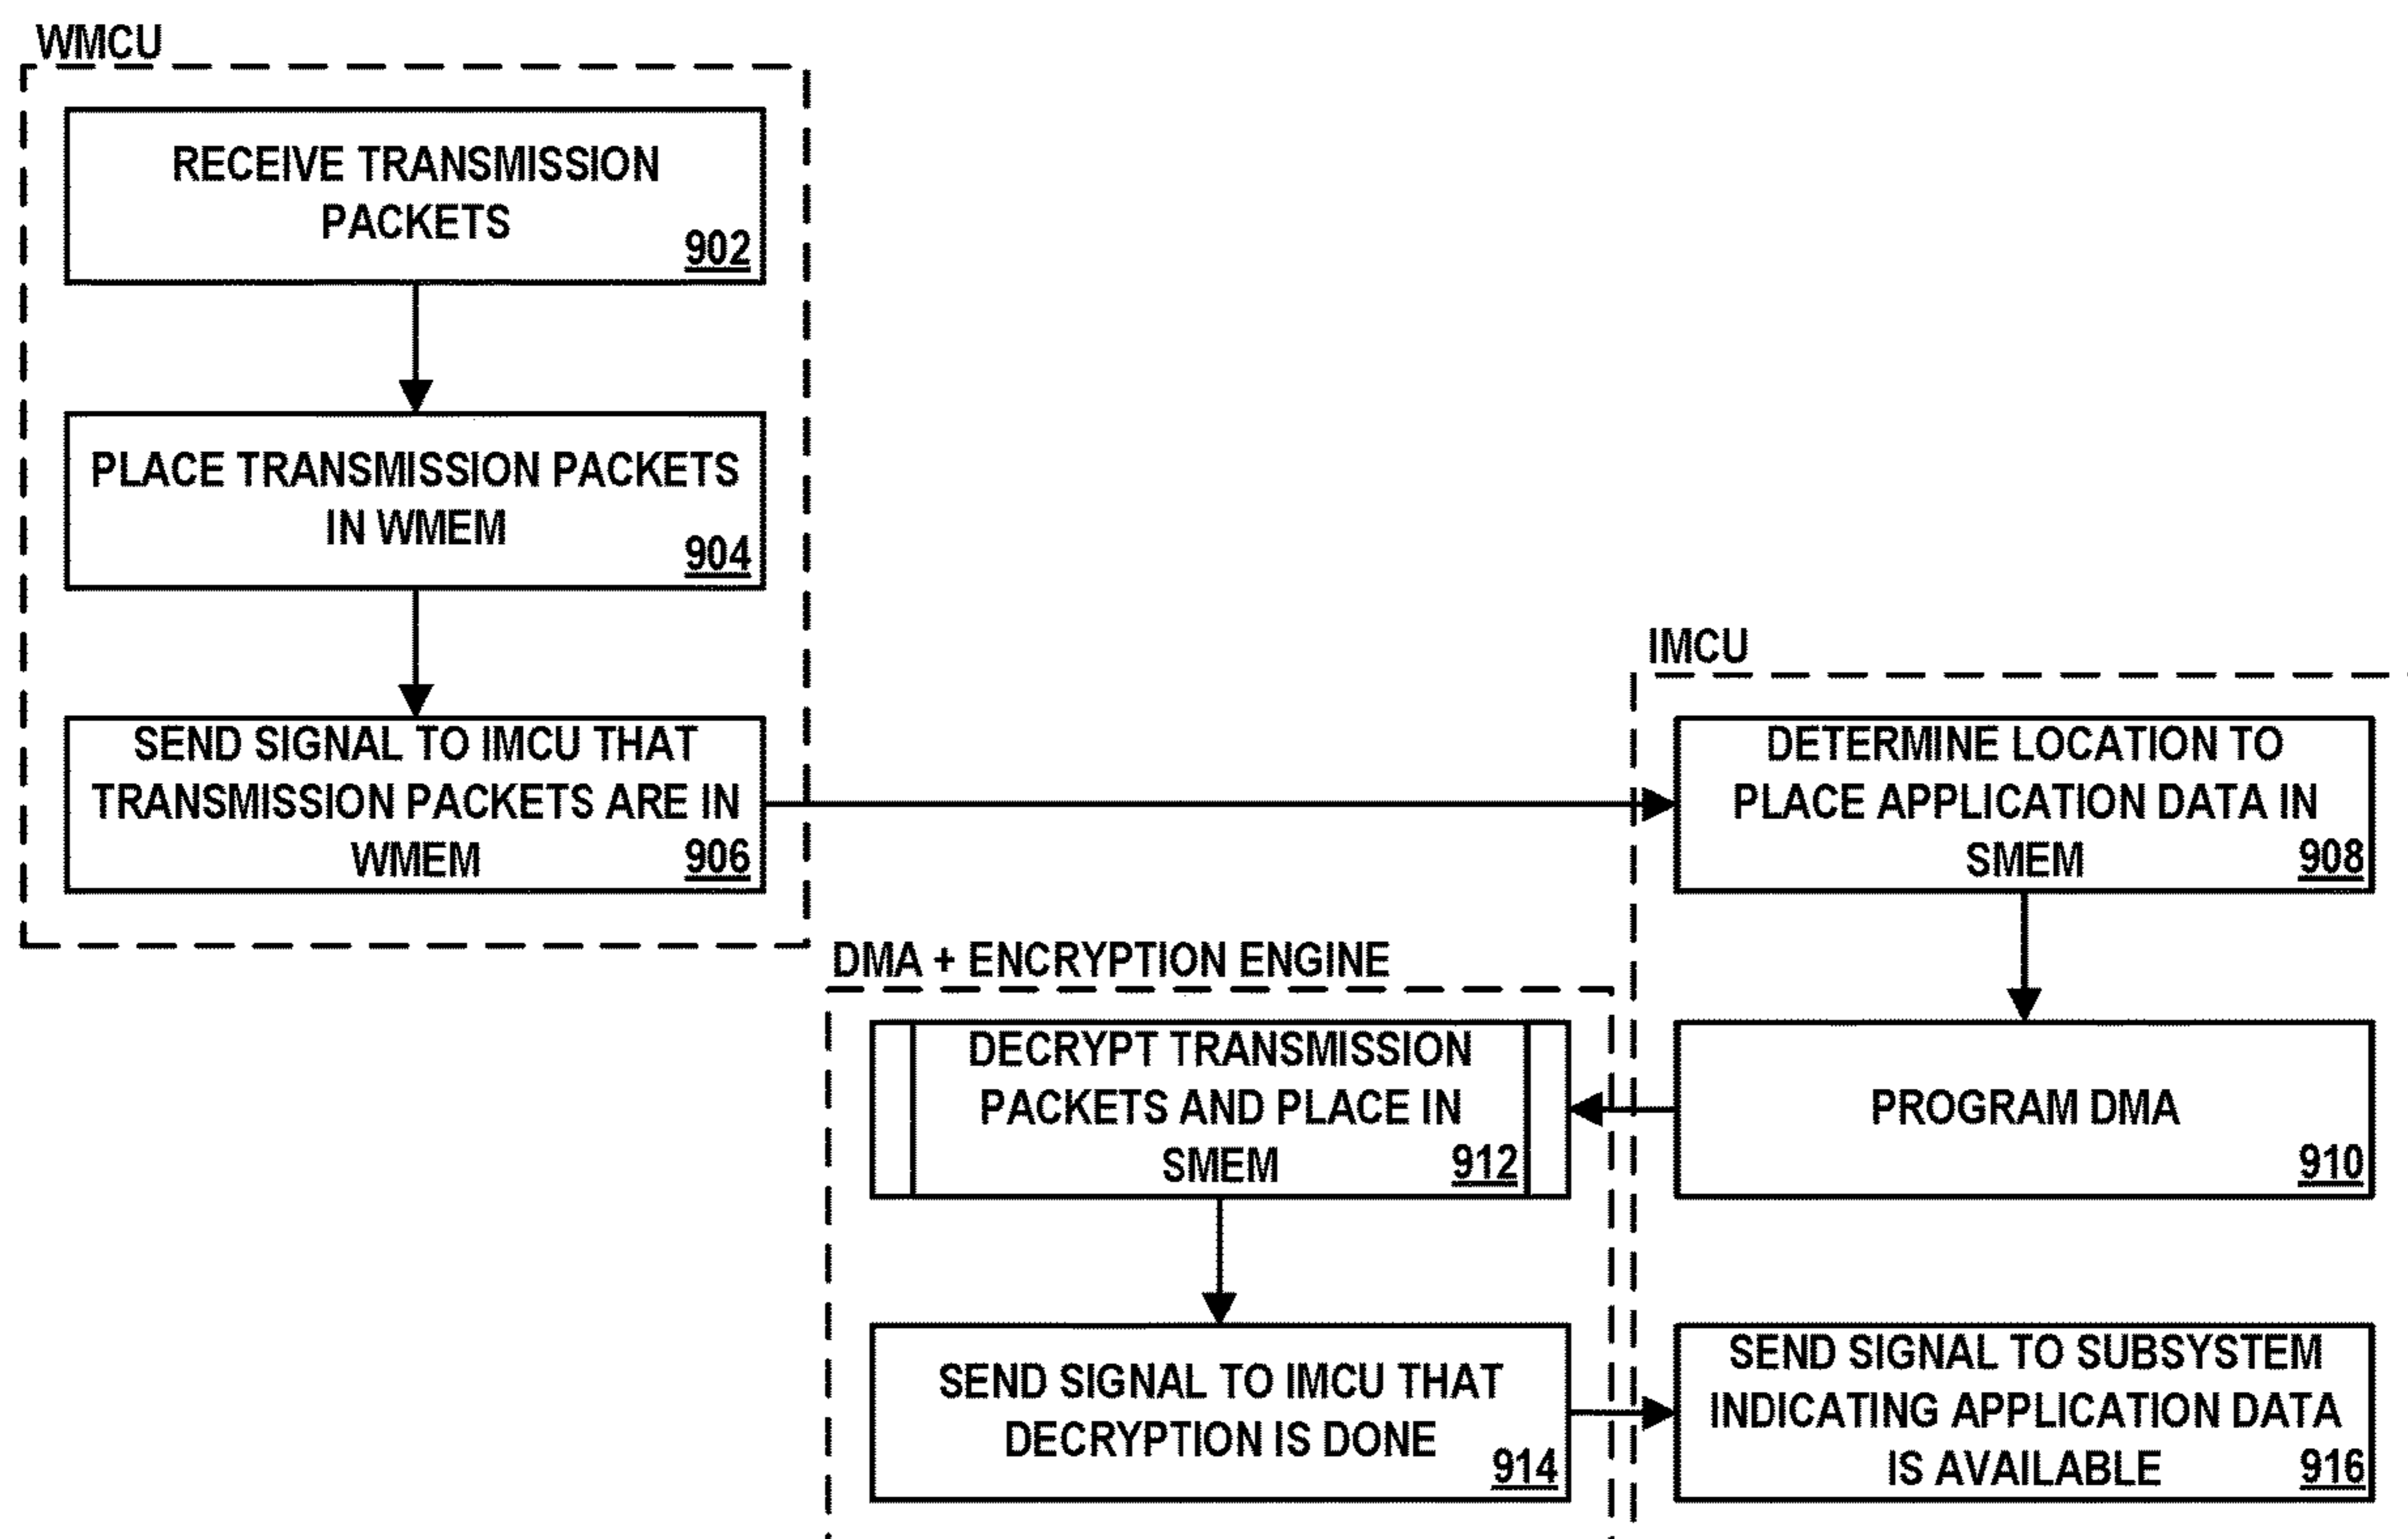 WMCU
RECEIVE TRANSMISSION
PACKETS
902
PLACE TRANSMISSION PACKETS
IN WMEM
904
SEND SIGNAL TO IMCU THAT
TRANSMISSION PACKETS ARE IN
WMEM
906
IMCU
DETERMINE LOCATION TO
PLACE APPLICATION DATA IN
SMEM
908
PROGRAM DMA
910
DMA + ENCRYPTION ENGINE
DECRYPT TRANSMISSION
PACKETS AND PLACE IN
SMEM
912
SEND SIGNAL TO IMCU THAT
DECRYPTION IS DONE
914
SEND SIGNAL TO SUBSYSTEM
INDICATING APPLICATION DATA
IS AVAILABLE
916